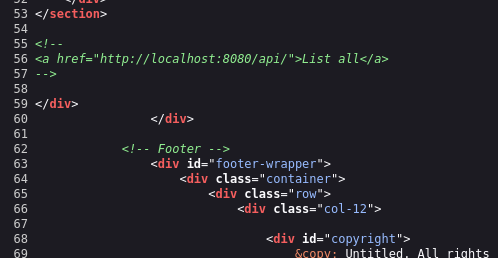 52 </div>
53 </section>
54
55 <!--
56 <a href="http://localhost:8080/api/">List all</a>
57 -->
58
59 </div>
60 </div>
61
62 <!-- Footer -->
63 <div id="footer-wrapper">
64 <div class="container">
65 <div class="row">
66 <div class="col-12">
67
68 <div id="copyright">
69 &copy; Untitled. All rights